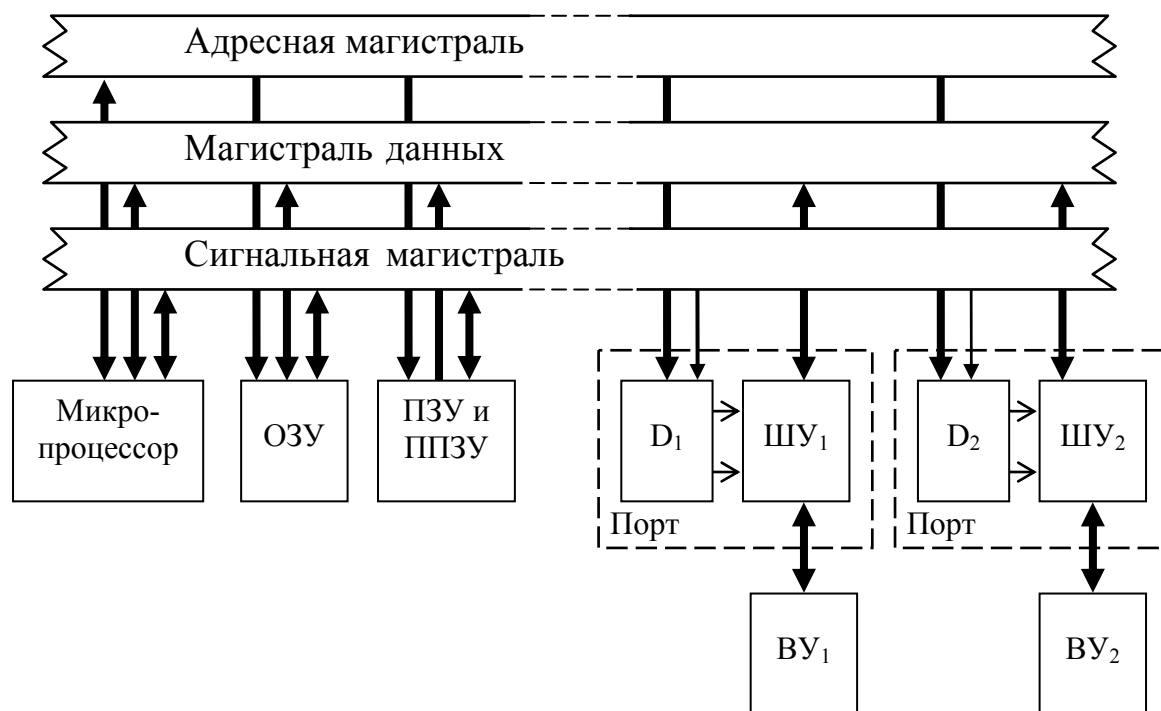 Адресная магистраль
Магистраль данных
Сигнальная магистраль
Микро-
процессор
ОЗУ
ПЗУ и
ППЗУ
D₁
ШУ₁
D₂
ШУ₂
Порт
Порт
ВУ₁
ВУ₂